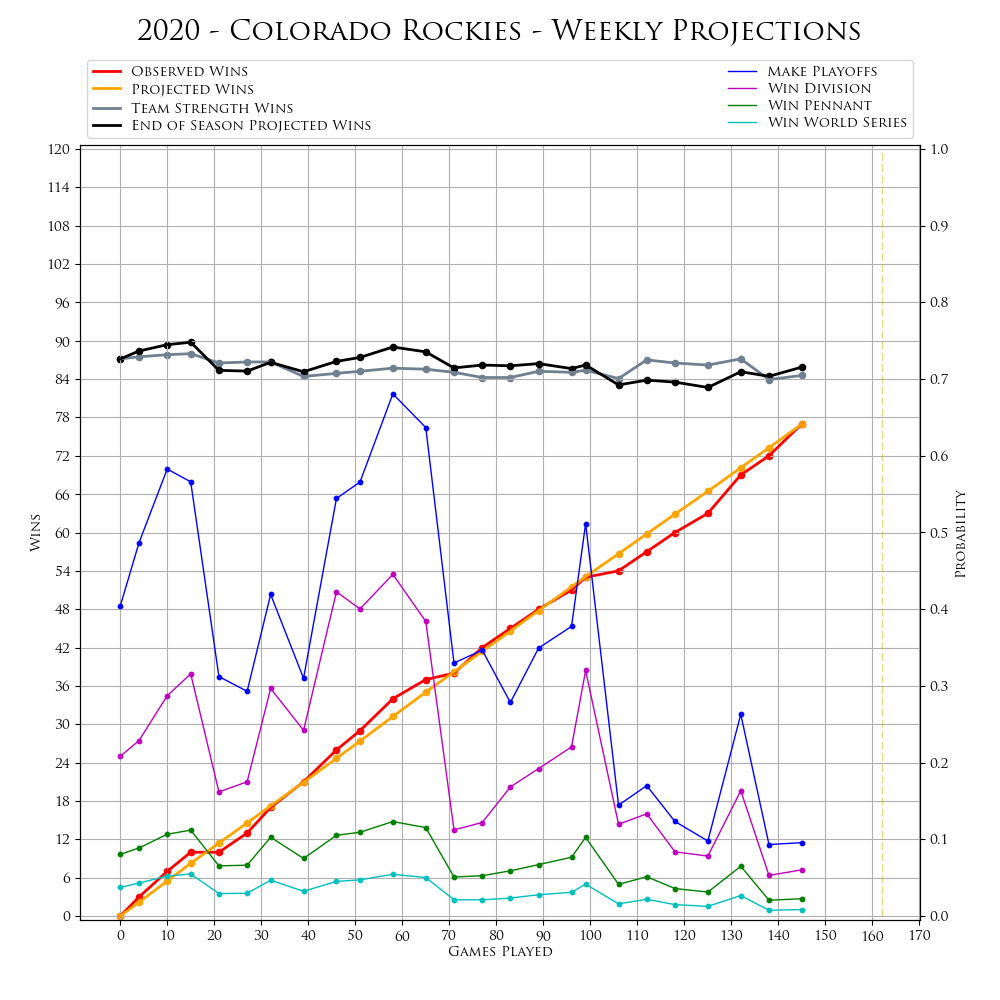 2020 - Colorado Rockies - Weekly Projections
Observed Wins
Projected Wins
Team Strength Wins
End of Season Projected Wins
Make Playoffs
Win Division
Win Pennant
Win World Series
120
114
108
102
96
90
84
78
72
66
60
54
48
42
36
30
24
18
12
6
0
Wins
1.0
0.9
0.8
0.7
0.6
0.5
0.4
0.3
0.2
0.1
0.0
Probability
0 10 20 30 40 50 60 70 80 90 100 110 120 130 140 150 160 170
Games Played